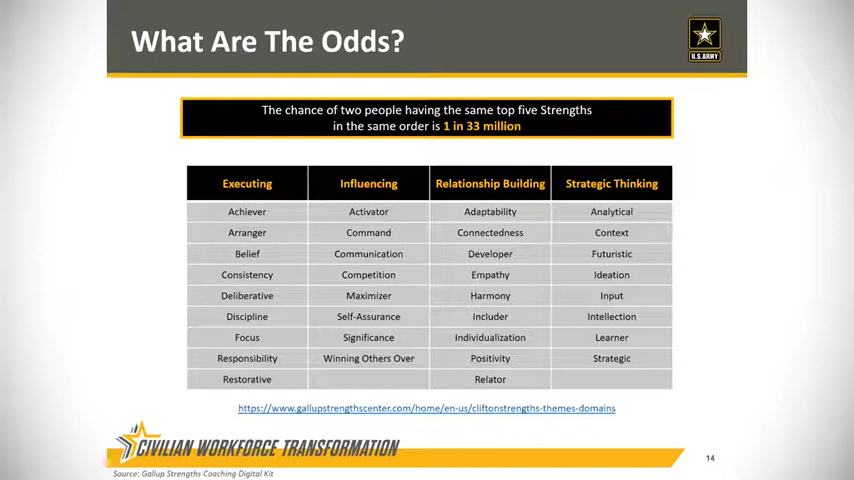 What Are The Odds?
U.S.ARMY
The chance of two people having the same top five Strengths
in the same order is 1 in 33 million
Executing Influencing Relationship Building Strategic Thinking
Achiever Activator Adaptability Analytical
Arranger Command Connectedness Context
Belief Communication Developer Futuristic
Consistency Competition Empathy Ideation
Deliberative Maximizer Harmony Input
Discipline Self-Assurance Includer Intellection
Focus Significance Individualization Learner
Responsibility Winning Others Over Positivity Strategic
Restorative Relator
https://www.gallupstrengthscenter.com/home/en-us/cliftonstrengths-themes-domains
CIVILIAN WORKFORCE TRANSFORMATION
14
Source: Gallup Strengths Coaching Digital Kit